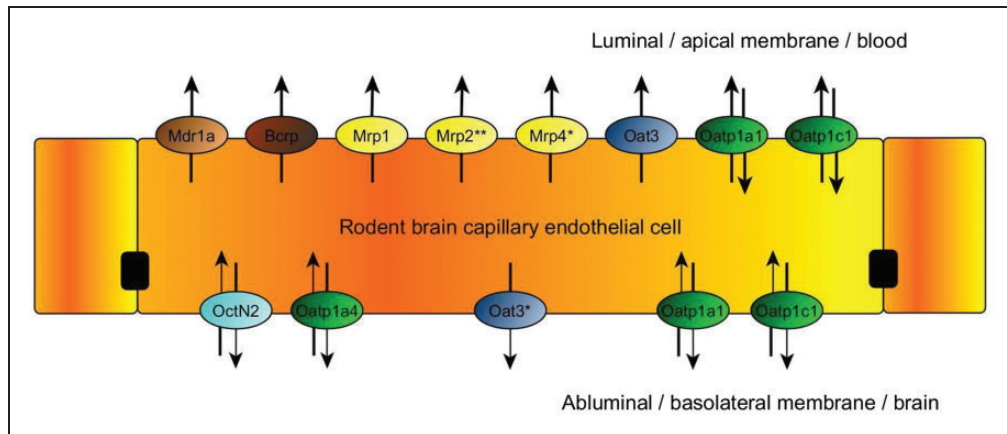 Luminal / apical membrane / blood
Mdr1a Bcrp Mrp1 Mrp2** Mrp4* Oat3 Oatp1a1 Oatp1c1
Rodent brain capillary endothelial cell
OctN2 Oatp1a4 Oat3* Oatp1a1 Oatp1c1
Abluminal / basolateral membrane / brain